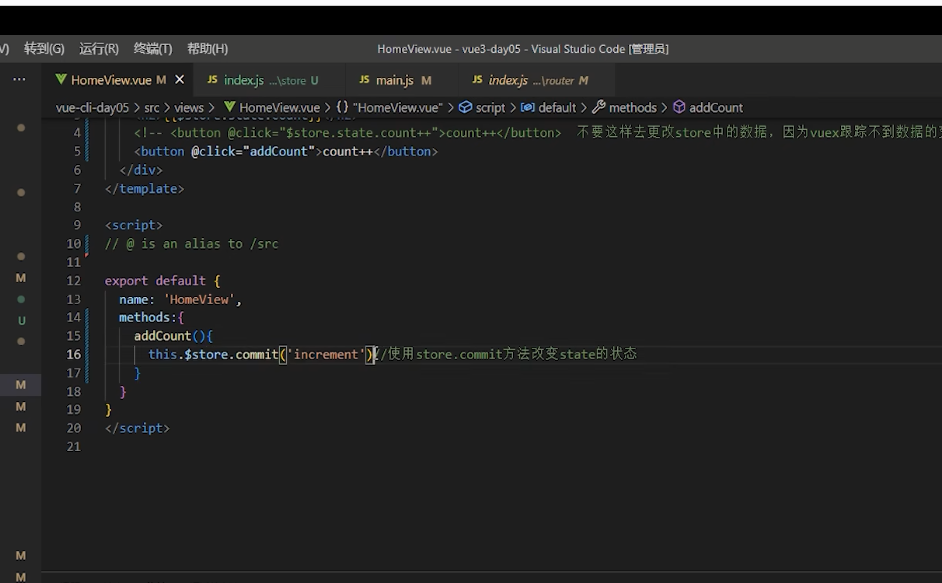 V) 转到(G) 运行(R) 终端(T) 帮助(H) HomeView.vue - vue3-day05 - Visual Studio Code [管理员]
HomeView.vue M × JS index.js ...\store U JS main.js M JS index.js ...\router M
vue-cli-day05 > src > views > HomeView.vue > {} "HomeView.vue" > script > default > methods > addCount
4 <!-- <button @click="$store.state.count++">count++</button> 不要这样去更改store中的数据，因为vuex跟踪不到数据的
5 <button @click="addCount">count++</button>
6 </div>
7 </template>
8
9 <script>
10 // @ is an alias to /src
11
12 export default {
13 name: 'HomeView',
14 methods:{
15 addCount(){
16 this.$store.commit('increment')//使用store.commit方法改变state的状态
17 }
18 }
19 }
20 </script>
21
M
U
M
M
M
M
M